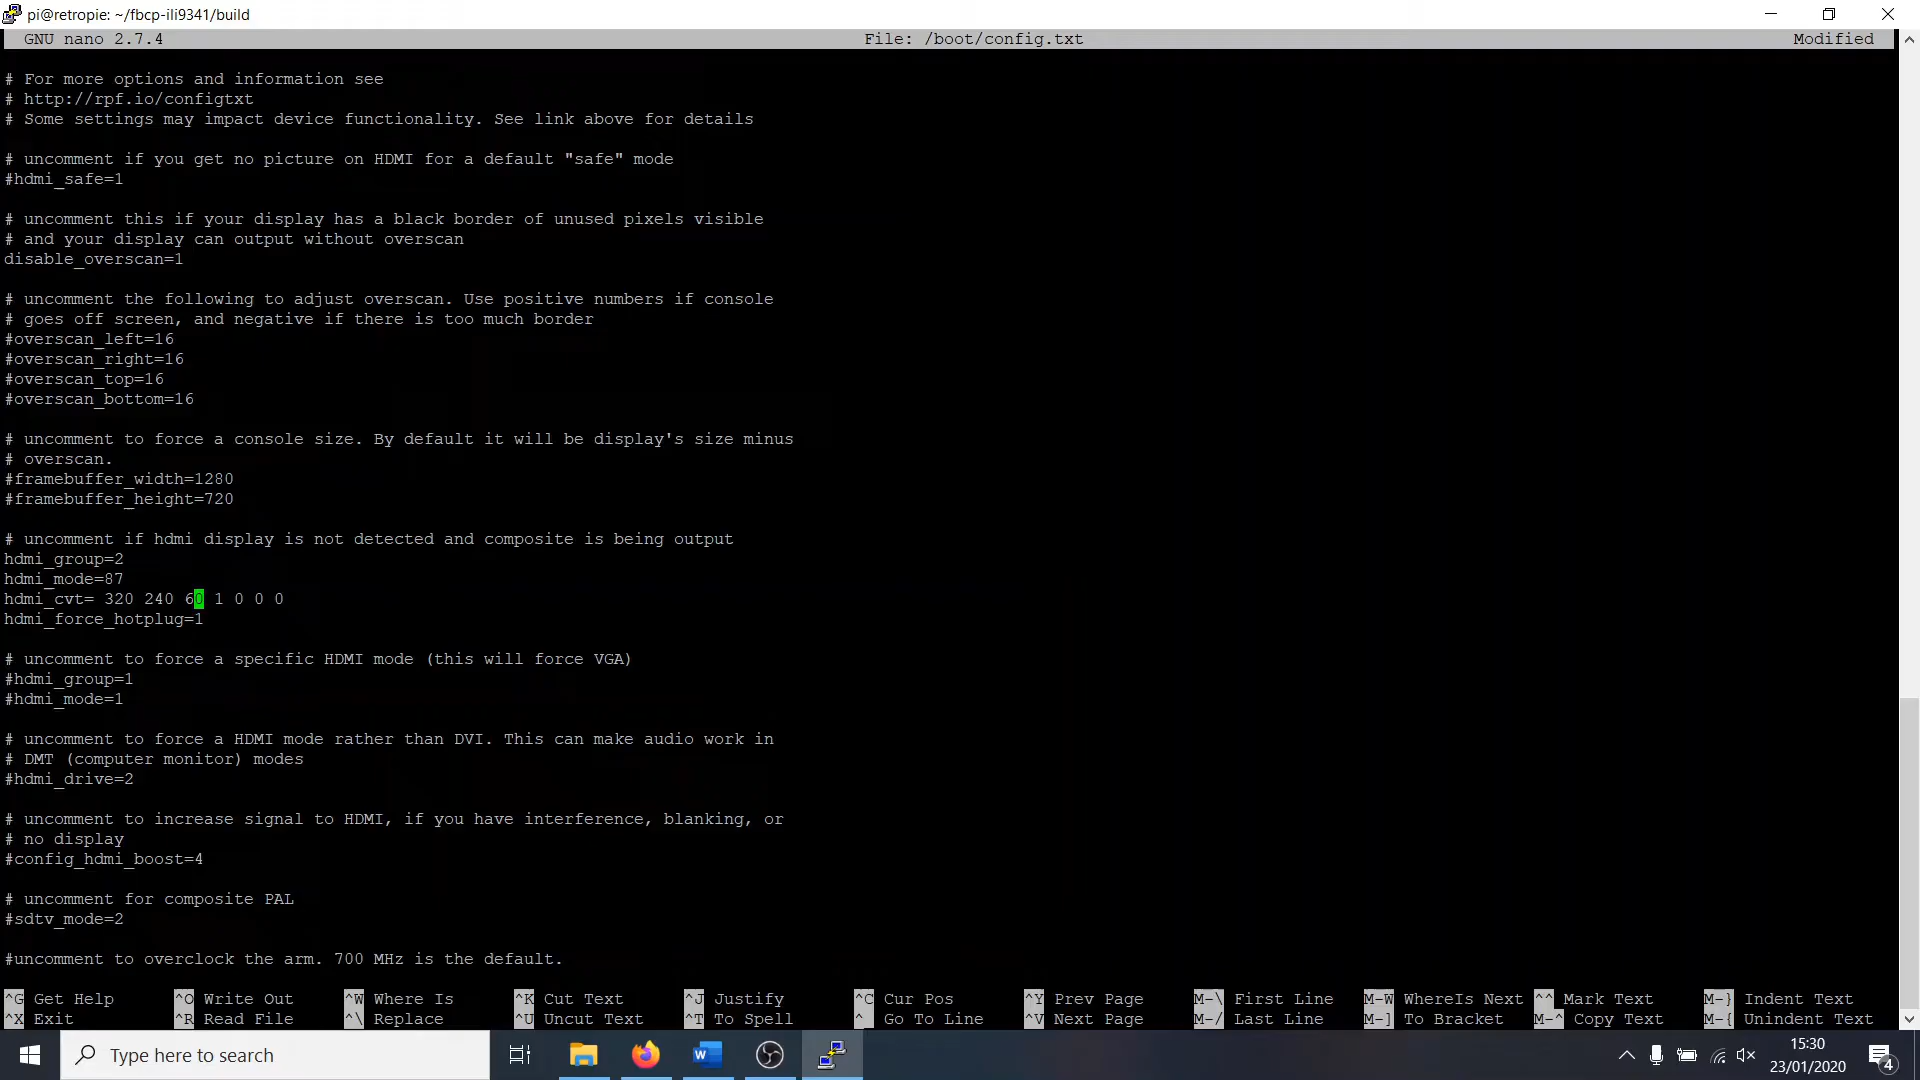 pi@retropie: ~/fbcp-ili9341/build
GNU nano 2.7.4 File: /boot/config.txt Modified
# For more options and information see
# http://rpf.io/configtxt
# Some settings may impact device functionality. See link above for details
# uncomment if you get no picture on HDMI for a default "safe" mode
#hdmi_safe=1
# uncomment this if your display has a black border of unused pixels visible
# and your display can output without overscan
disable_overscan=1
# uncomment the following to adjust overscan. Use positive numbers if console
# goes off screen, and negative if there is too much border
#overscan_left=16
#overscan_right=16
#overscan_top=16
#overscan_bottom=16
# uncomment to force a console size. By default it will be display's size minus
# overscan.
#framebuffer_width=1280
#framebuffer_height=720
# uncomment if hdmi display is not detected and composite is being output
hdmi_group=2
hdmi_mode=87
hdmi_cvt= 320 240 60 1 0 0 0
hdmi_force_hotplug=1
# uncomment to force a specific HDMI mode (this will force VGA)
#hdmi_group=1
#hdmi_mode=1
# uncomment to force a HDMI mode rather than DVI. This can make audio work in
# DMT (computer monitor) modes
#hdmi_drive=2
# uncomment to increase signal to HDMI, if you have interference, blanking, or
# no display
#config_hdmi_boost=4
# uncomment for composite PAL
#sdtv_mode=2
#uncomment to overclock the arm. 700 MHz is the default.
^G Get Help ^O Write Out ^W Where Is ^K Cut Text ^J Justify ^C Cur Pos ^Y Prev Page M-\ First Line M-W WhereIs Next ^^ Mark Text M-} Indent Text
^X Exit ^R Read File ^\ Replace ^U Uncut Text ^T To Spell ^_ Go To Line ^V Next Page M-/ Last Line M-] To Bracket M-^ Copy Text M-{ Unindent Text
Type here to search
15:30
23/01/2020
4